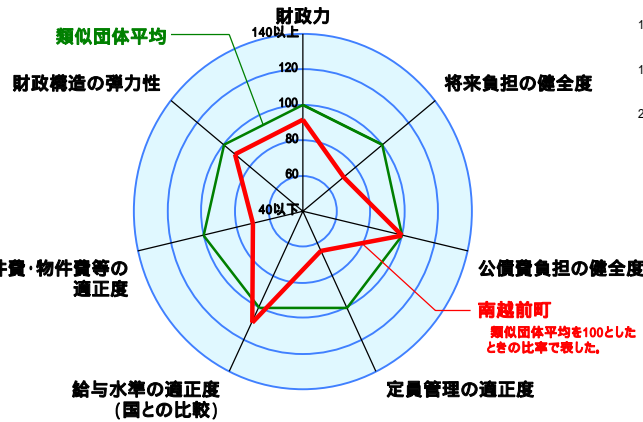 財政力
140以上
類似団体平均
120
財政構造の弾力性
将来負担の健全度
100
80
60
40以下
件費・物件費等の
適正度
公債費負担の健全度
南越前町
類似団体平均を100とした
ときの比率で表した。
給与水準の適正度
(国との比較)
定員管理の適正度
1
1
2